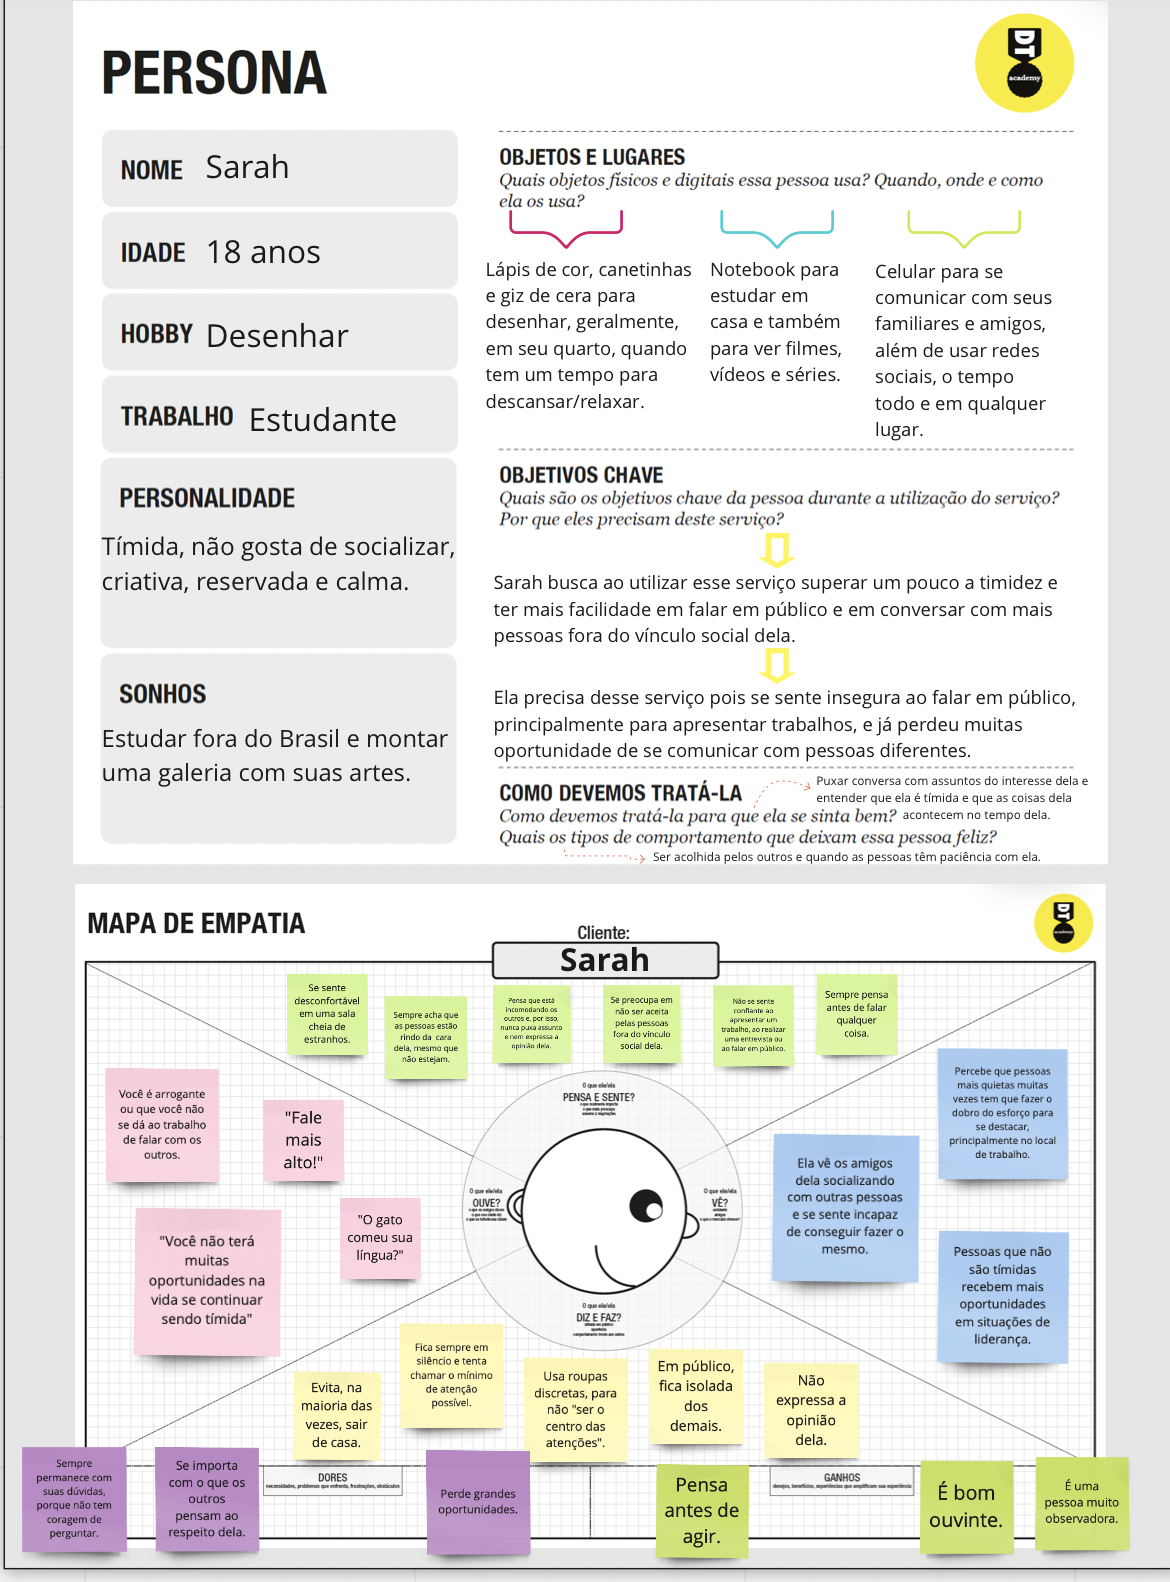 PERSONA
DT
academy
NOME Sarah
IDADE 18 anos
HOBBY Desenhar
TRABALHO Estudante
PERSONALIDADE
Tímida, não gosta de socializar,
criativa, reservada e calma.
SONHOS
Estudar fora do Brasil e montar
uma galeria com suas artes.
OBJETOS E LUGARES
Quais objetos físicos e digitais essa pessoa usa? Quando, onde e como
ela os usa?
Lápis de cor, canetinhas
e giz de cera para
desenhar, geralmente,
em seu quarto, quando
tem um tempo para
descansar/relaxar.
Notebook para
estudar em
casa e também
para ver filmes,
vídeos e séries.
Celular para se
comunicar com seus
familiares e amigos,
além de usar redes
sociais, o tempo
todo e em qualquer
lugar.
OBJETIVOS CHAVE
Quais são os objetivos chave da pessoa durante a utilização do serviço?
Por que eles precisam deste serviço?
Sarah busca ao utilizar esse serviço superar um pouco a timidez e
ter mais facilidade em falar em público e em conversar com mais
pessoas fora do vínculo social dela.
Ela precisa desse serviço pois se sente insegura ao falar em público,
principalmente para apresentar trabalhos, e já perdeu muitas
oportunidade de se comunicar com pessoas diferentes.
COMO DEVEMOS TRATÁ-LA
Como devemos tratá-la para que ela se sinta bem?
Puxar conversa com assuntos do interesse dela e
entender que ela é tímida e que as coisas dela
acontecem no tempo dela.
Quais os tipos de comportamento que deixam essa pessoa feliz?
Ser acolhida pelos outros e quando as pessoas têm paciência com ela.
MAPA DE EMPATIA
DT
academy
Cliente:
Sarah
Se sente
desconfortável
em uma sala
cheia de
estranhos.
Sempre acha que
as pessoas estão
rindo da cara
dela, mesmo que
não estejam.
Pensa que está
incomodando os
outros e, por isso,
nunca puxa assunto
e nem expressa a
opinião dela.
Se preocupa em
não ser aceita
pelas pessoas
fora do vínculo
social dela.
Não se sente
confiante ao
apresentar um
trabalho, ao realizar
uma entrevista ou
ao falar em público.
Sempre pensa
antes de falar
qualquer
coisa.
Você é arrogante
ou que você não
se dá ao trabalho
de falar com os
outros.
"Fale
mais
alto!"
"Você não terá
muitas
oportunidades na
vida se continuar
sendo tímida"
"O gato
comeu sua
língua?"
O que ele/ela
PENSA E SENTE?
O que ele/ela
OUVE?
O que ele/ela
VÊ?
O que ele/ela
DIZ E FAZ?
Percebe que pessoas
mais quietas muitas
vezes tem que fazer o
dobro do esforço para
se destacar,
principalmente no local
de trabalho.
Ela vê os amigos
dela socializando
com outras pessoas
e se sente incapaz
de conseguir fazer o
mesmo.
Pessoas que não
são tímidas
recebem mais
oportunidades
em situações de
liderança.
Evita, na
maioria das
vezes, sair
de casa.
Fica sempre em
silêncio e tenta
chamar o mínimo
de atenção
possível.
Usa roupas
discretas, para
não "ser o
centro das
atenções".
Em público,
fica isolada
dos
demais.
Não
expressa a
opinião
dela.
Sempre
permanece com
suas dúvidas,
porque não tem
coragem de
perguntar.
Se importa
com o que os
outros
pensam ao
respeito dela.
DORES
necessidades, problemas que enfrenta, frustrações, obstáculos
Perde grandes
oportunidades.
Pensa
antes de
agir.
GANHOS
desejos, benefícios, experiências que amplificam sua experiência
É bom
ouvinte.
É uma
pessoa muito
observadora.